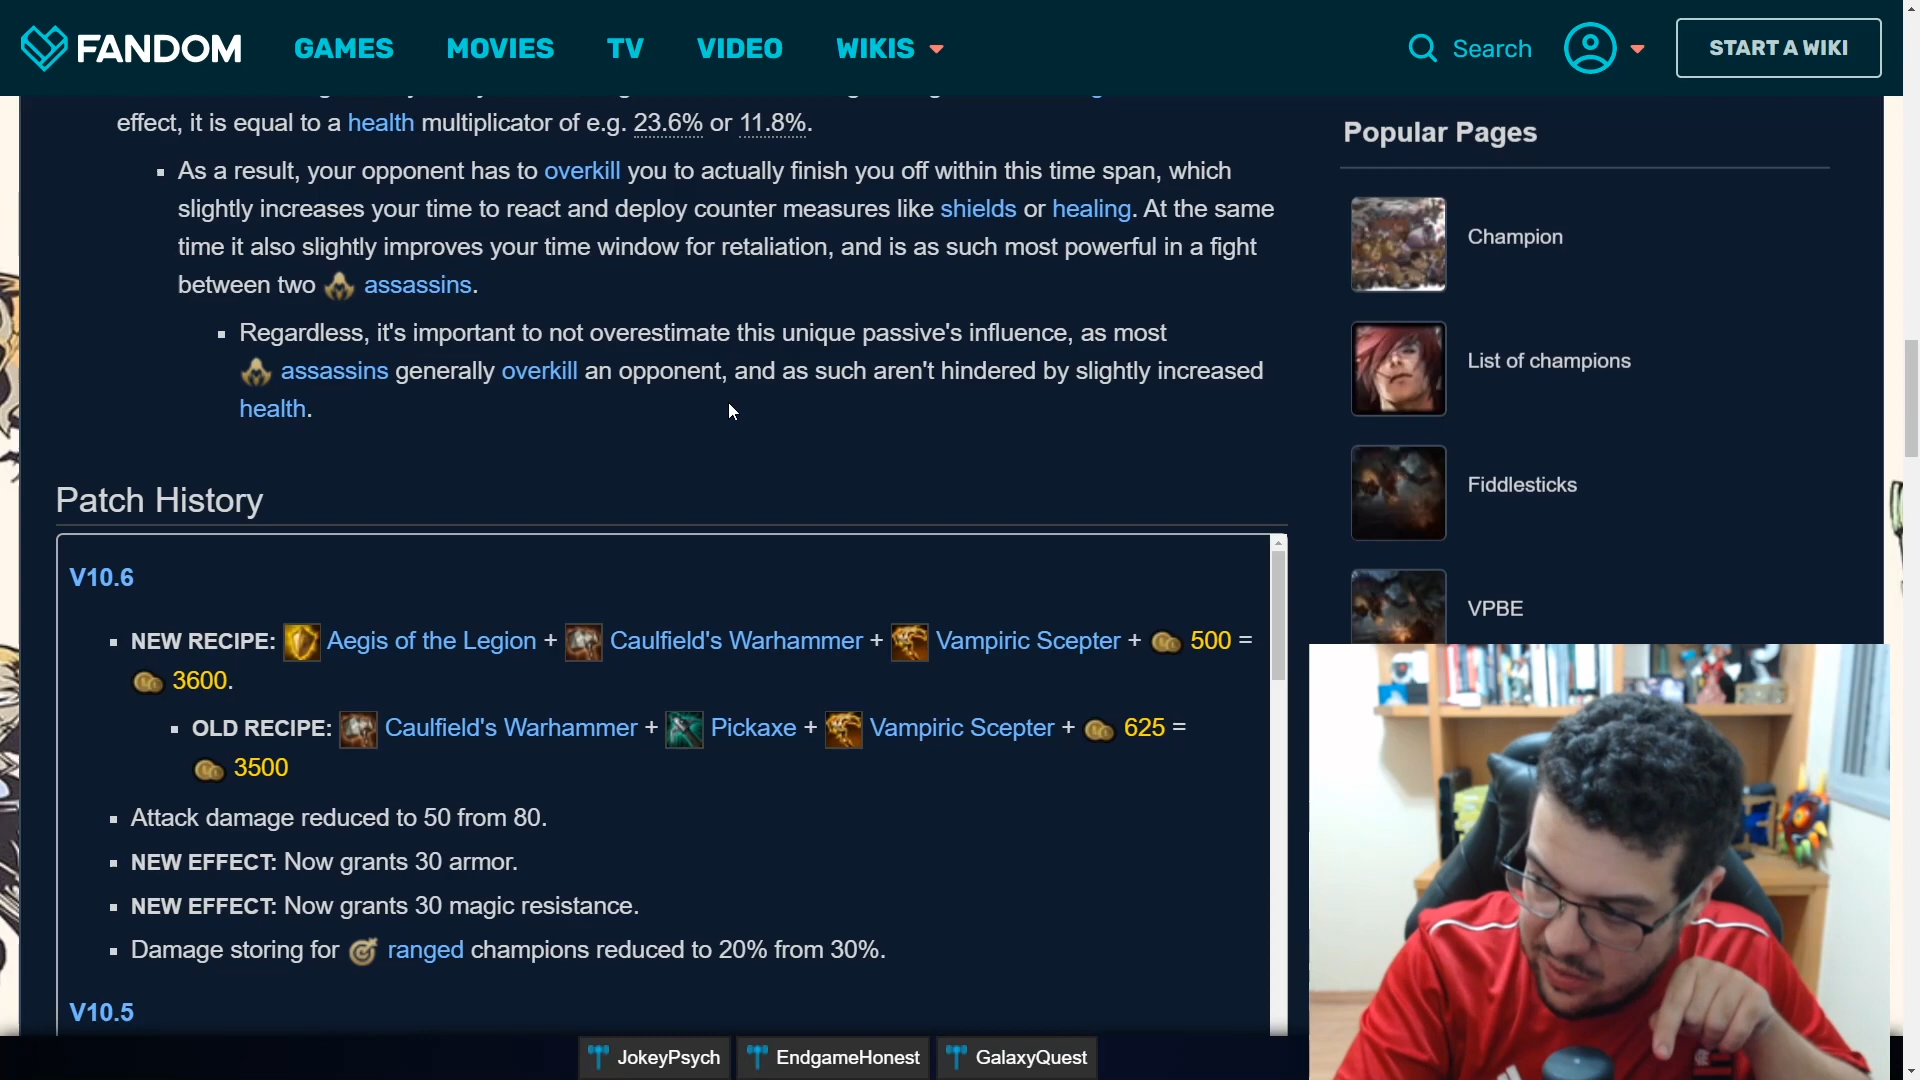 FANDOM GAMES MOVIES TV VIDEO WIKIS Search START A WIKI
effect, it is equal to a health multiplicator of e.g. 23.6% or 11.8%.
▪ As a result, your opponent has to overkill you to actually finish you off within this time span, which
slightly increases your time to react and deploy counter measures like shields or healing. At the same
time it also slightly improves your time window for retaliation, and is as such most powerful in a fight
between two assassins.
▪ Regardless, it's important to not overestimate this unique passive's influence, as most
assassins generally overkill an opponent, and as such aren't hindered by slightly increased
health.
Patch History
V10.6
▪ NEW RECIPE: Aegis of the Legion + Caulfield's Warhammer + Vampiric Scepter + 500 =
3600.
▪ OLD RECIPE: Caulfield's Warhammer + Pickaxe + Vampiric Scepter + 625 =
3500
▪ Attack damage reduced to 50 from 80.
▪ NEW EFFECT: Now grants 30 armor.
▪ NEW EFFECT: Now grants 30 magic resistance.
▪ Damage storing for ranged champions reduced to 20% from 30%.
V10.5
Popular Pages
Champion
List of champions
Fiddlesticks
VPBE
JokeyPsych EndgameHonest GalaxyQuest